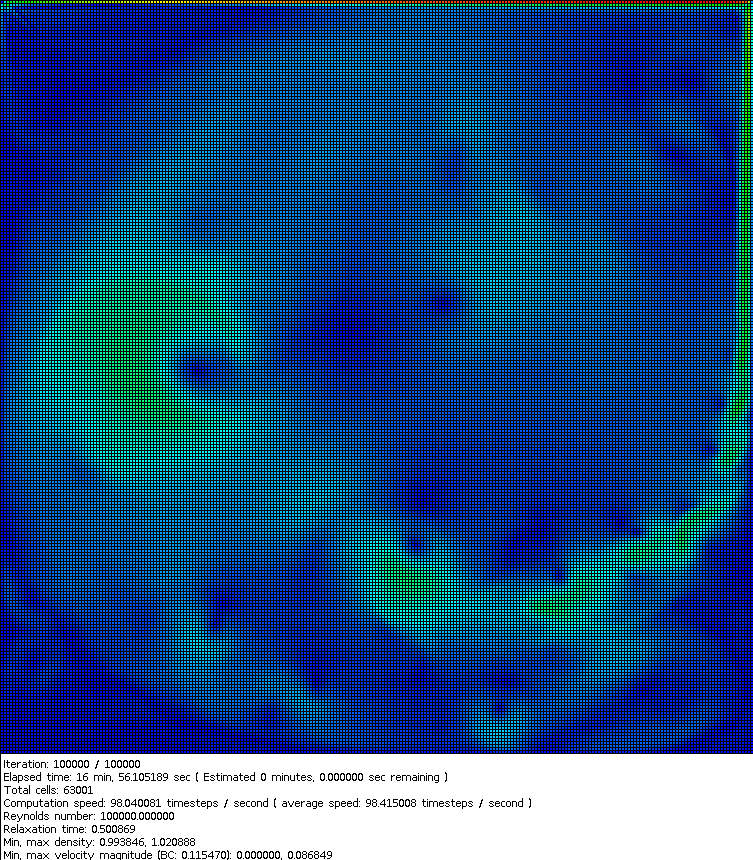 Iteration: 100000 / 100000
Elapsed time: 16 min, 56.105189 sec ( Estimated 0 minutes, 0.000000 sec remaining )
Total cells: 63001
Computation speed: 98.040081 timesteps / second ( average speed: 98.415008 timesteps / second )
Reynolds number: 100000.000000
Relaxation time: 0.500869
Min, max density: 0.993846, 1.020888
Min, max velocity magnitude (BC: 0.115470): 0.000000, 0.086849